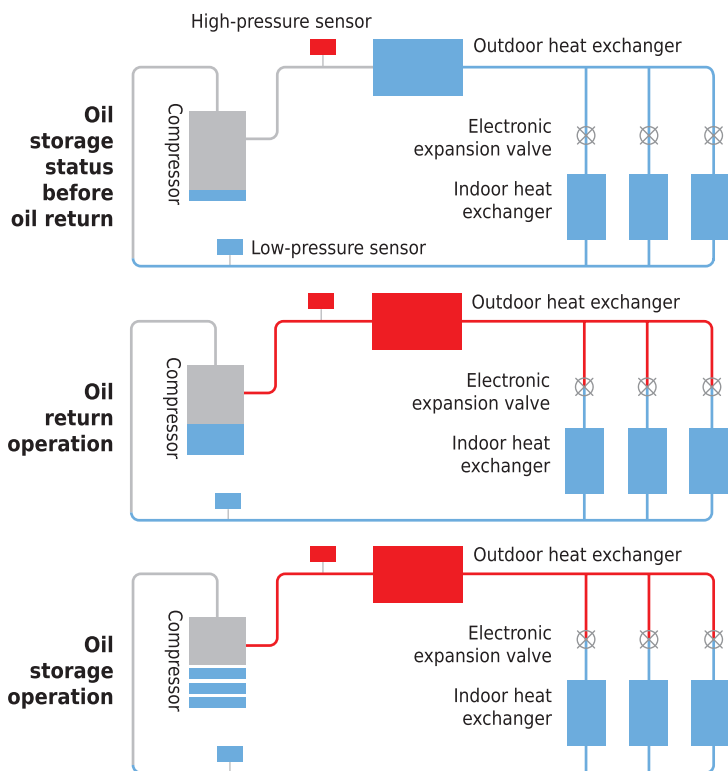 High-pressure sensor
Outdoor heat exchanger
Oil
storage
status
before
oil return
Compressor
Electronic
expansion valve
Indoor heat
exchanger
Low-pressure sensor
Outdoor heat exchanger
Oil
return
operation
Compressor
Electronic
expansion valve
Indoor heat
exchanger
Outdoor heat exchanger
Oil
storage
operation
Compressor
Electronic
expansion valve
Indoor heat
exchanger